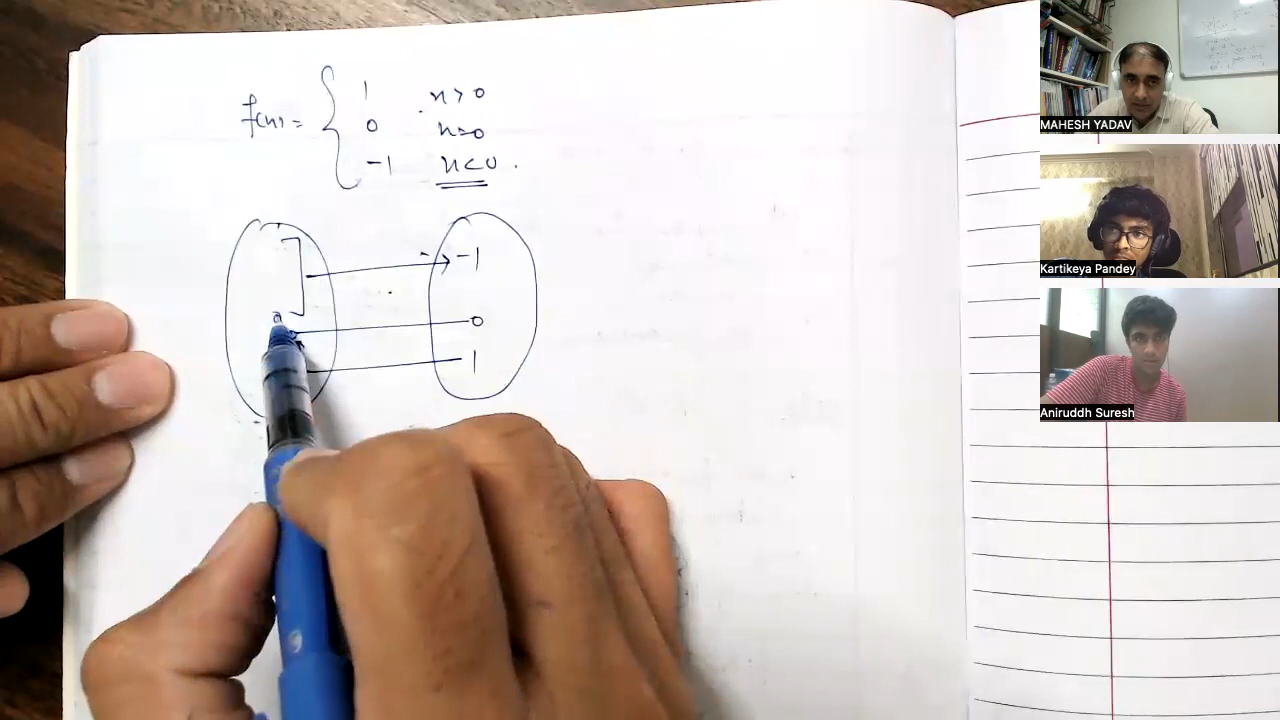 f(x) = { 1 x > 0
0 x = 0
-1 x < 0 .
-1
0
1
MAHESH YADAV
Kartikeya Pandey
Aniruddh Suresh